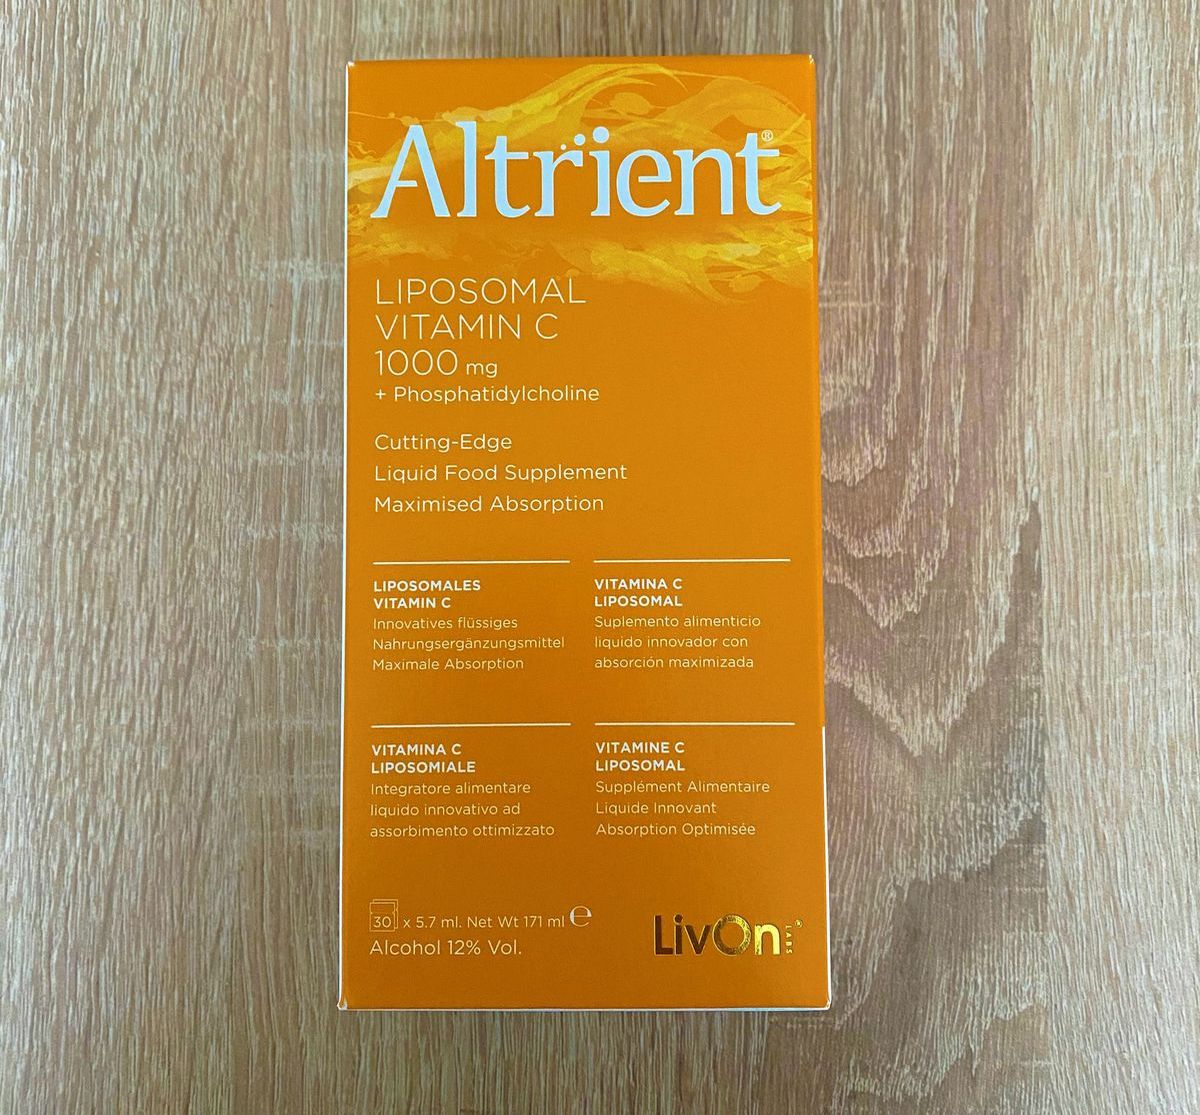 Altrient®
LIPOSOMAL
VITAMIN C
1000 mg
+ Phosphatidylcholine
Cutting-Edge
Liquid Food Supplement
Maximised Absorption
LIPOSOMALES
VITAMIN C
Innovatives flüssiges
Nahrungsergänzungsmittel
Maximale Absorption
VITAMINA C
LIPOSOMAL
Suplemento alimenticio
liquido innovador con
absorción maximizada
VITAMINA C
LIPOSOMIALE
Integratore alimentare
liquido innovativo ad
assorbimento ottimizzato
VITAMINE C
LIPOSOMAL
Supplément Alimentaire
Liquide Innovant
Absorption Optimisée
30 x 5.7 ml. Net Wt 171 ml ℮
Alcohol 12% Vol.
LivOn LABS®